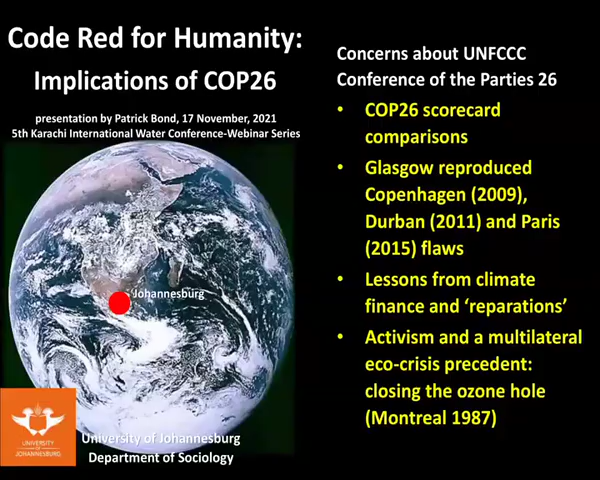 Code Red for Humanity:
Implications of COP26
presentation by Patrick Bond, 17 November, 2021
5th Karachi International Water Conference-Webinar Series
Johannesburg
UNIVERSITY
OF
JOHANNESBURG
University of Johannesburg
Department of Sociology
Concerns about UNFCCC
Conference of the Parties 26
• COP26 scorecard
comparisons
• Glasgow reproduced
Copenhagen (2009),
Durban (2011) and Paris
(2015) flaws
• Lessons from climate
finance and ‘reparations’
• Activism and a multilateral
eco-crisis precedent:
closing the ozone hole
(Montreal 1987)